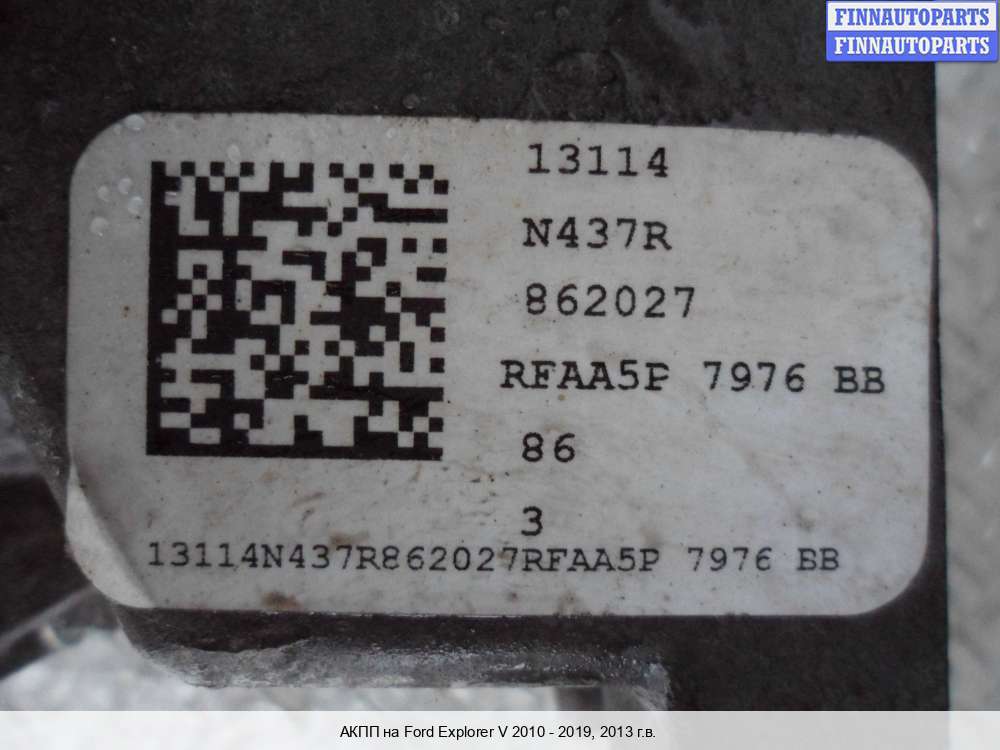 FINNAUTOPARTS
FINNAUTOPARTS
13114
N437R
862027
RFAA5P 7976 BB
86
3
13114N437R862027RFAA5P 7976 BB
АКПП на Ford Explorer V 2010 - 2019, 2013 г.в.